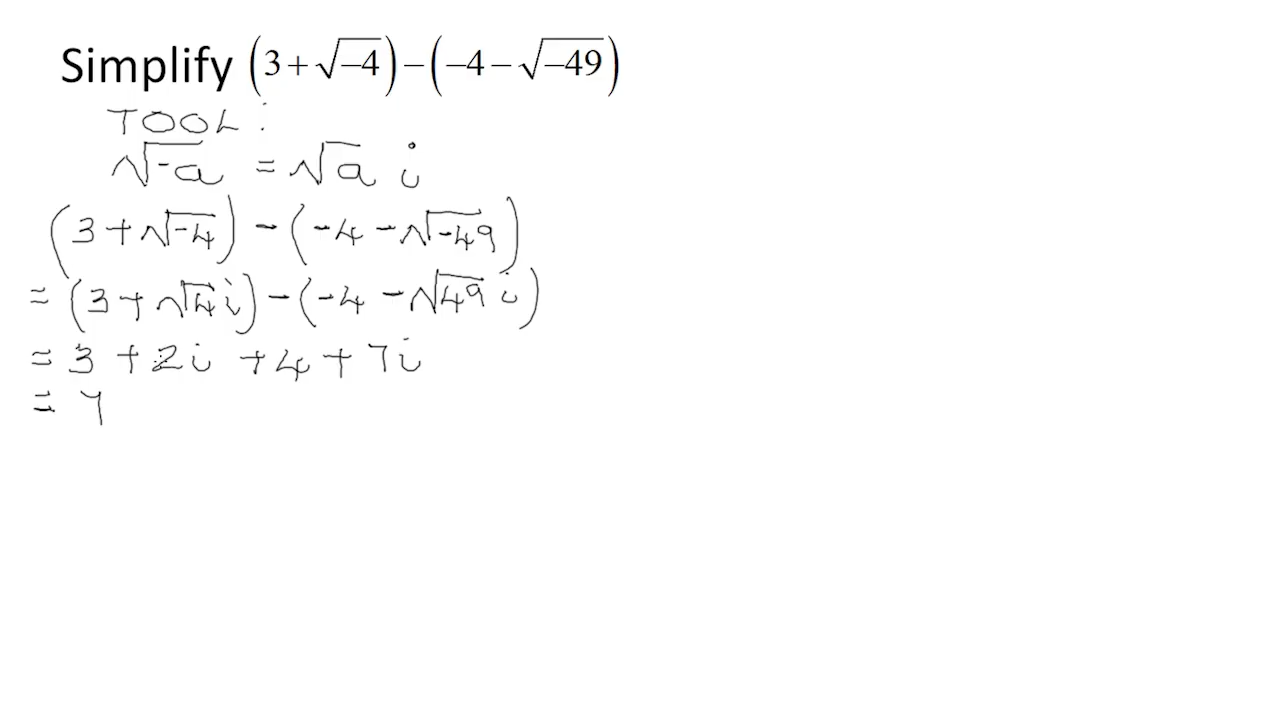 Simplify (3 + √−4) − (−4 − √−49)
TOOL :
√-a = √a i
(3 + √-4) - (-4 - √-49)
= (3 + √4 i) - (-4 - √49 i)
= 3 + 2i + 4 + 7i
= 7